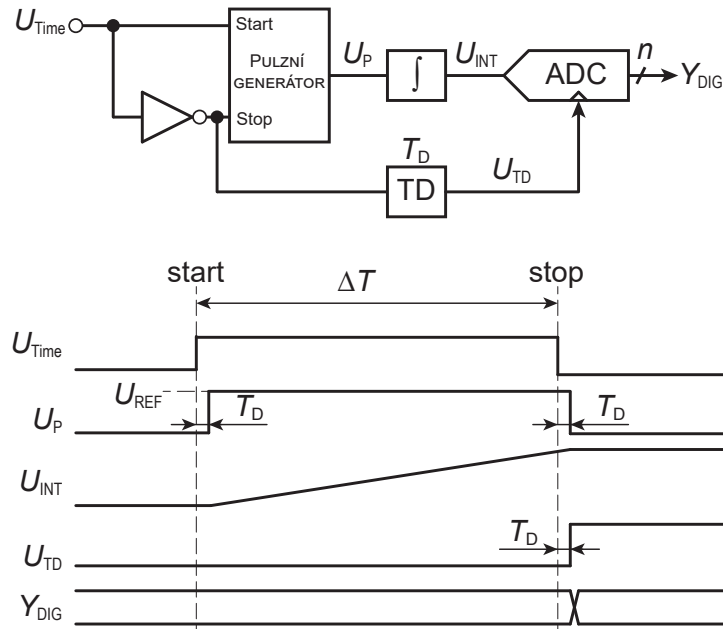 U_Time
Start
PULZNÍ
GENERÁTOR
Stop
U_P
∫
U_INT
ADC
n
Y_DIG
T_D
TD
U_TD
start
stop
ΔT
U_Time
U_REF
T_D
T_D
U_P
U_INT
T_D
U_TD
Y_DIG